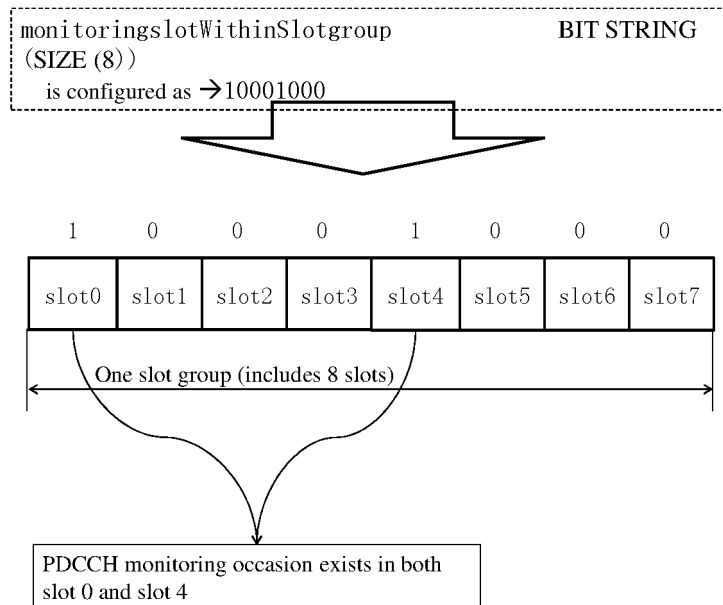 monitoringslotWithinSlotgroup BIT STRING
(SIZE (8))
is configured as →10001000
1 0 0 0 1 0 0 0
slot0 slot1 slot2 slot3 slot4 slot5 slot6 slot7
One slot group (includes 8 slots)
PDCCH monitoring occasion exists in both
slot 0 and slot 4